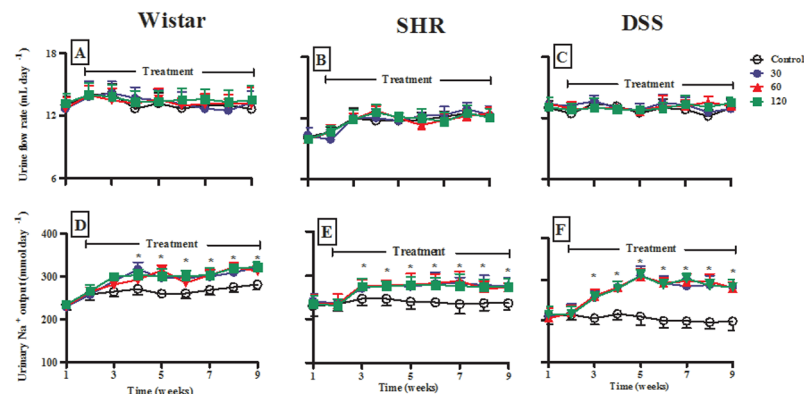 Wistar
SHR
DSS
Urine flow rate (mL day -1)
18
12
6
A
Treatment
B
Treatment
C
Treatment
Control
30
60
120
Urinary Na + output (mmol day -1)
400
300
200
100
D
Treatment
* * * * * *
E
Treatment
* * * * * * *
F
Treatment
* * * * * * *
1 3 5 7 9
1 3 5 7 9
1 3 5 7 9
Time (weeks)
Time (weeks)
Time (weeks)